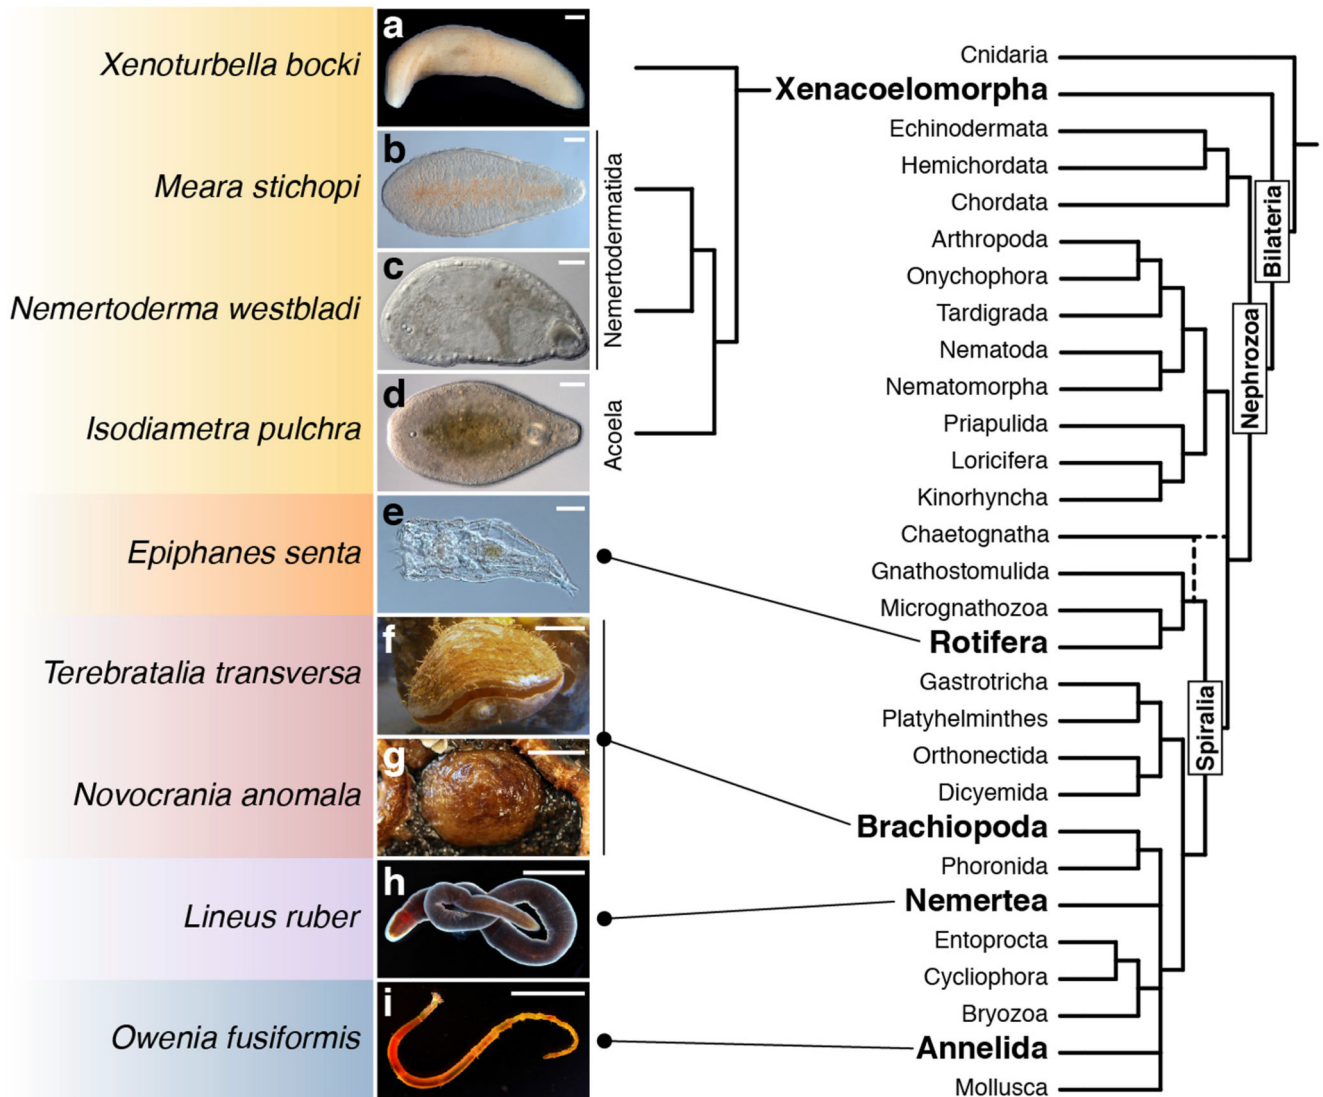 Xenoturbella bocki
Meara stichopi
Nemertoderma westbladi
Isodiametra pulchra
Epiphanes senta
Terebratalia transversa
Novocrania anomala
Lineus ruber
Owenia fusiformis
a
b
c
d
e
f
g
h
i
Nemertodermatida
Acoela
Cnidaria
Xenacoelomorpha
Echinodermata
Hemichordata
Chordata
Arthropoda
Onychophora
Tardigrada
Nematoda
Nematomorpha
Priapulida
Loricifera
Kinorhyncha
Chaetognatha
Gnathostomulida
Micrognathozoa
Rotifera
Gastrotricha
Platyhelminthes
Orthonectida
Dicyemida
Brachiopoda
Phoronida
Nemertea
Entoprocta
Cycliophora
Bryozoa
Annelida
Mollusca
Bilateria
Nephrozoa
Spiralia